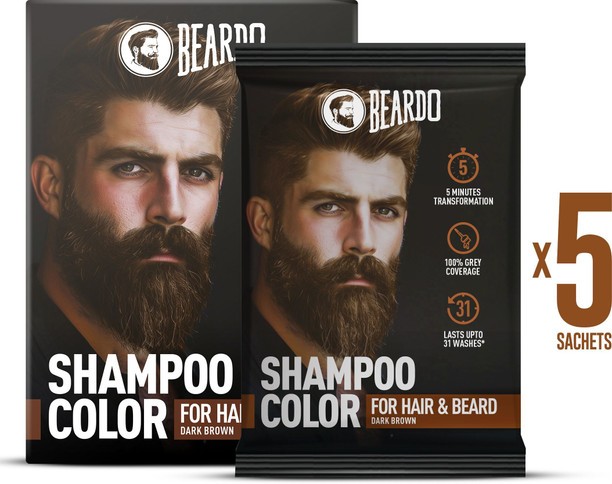 BEARDO
SHAMPOO
COLOR
FOR HAI
DARK BROWN
BEARDO
5
5 MINUTES
TRANSFORMATION
100% GREY
COVERAGE
31
LASTS UPTO
31 WASHES*
SHAMPOO
COLOR
FOR HAIR & BEARD
DARK BROWN
x5
SACHETS